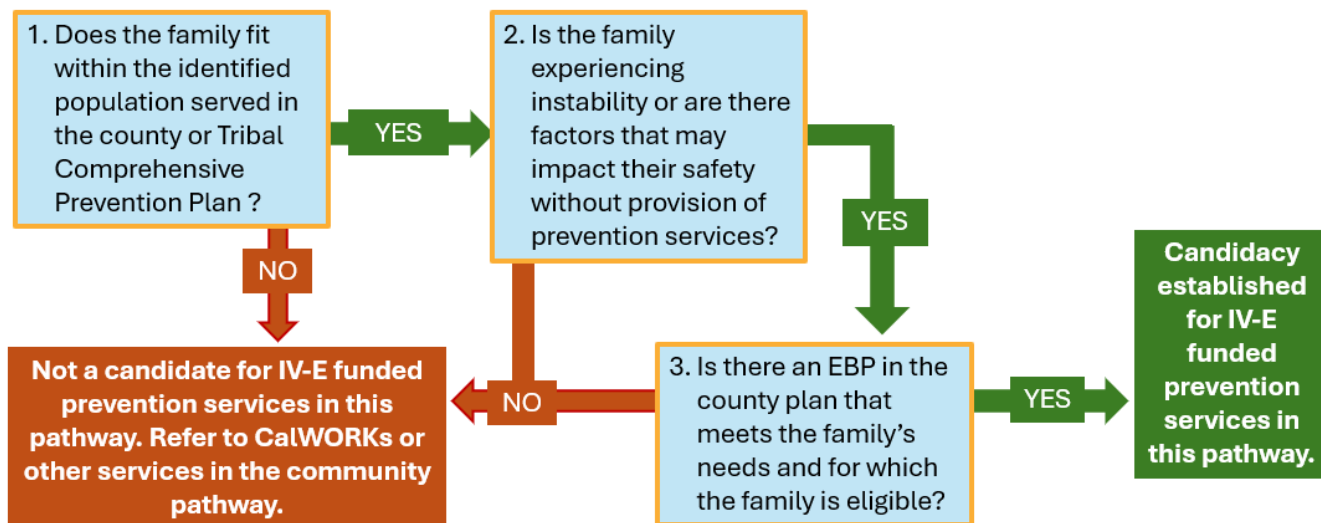 1. Does the family fit
within the identified
population served in
the county or Tribal
Comprehensive
Prevention Plan ?
YES
2. Is the family
experiencing
instability or are there
factors that may
impact their safety
without provision of
prevention services?
YES
NO
Not a candidate for IV-E funded
prevention services in this
pathway. Refer to CalWORKs or
other services in the community
pathway.
NO
3. Is there an EBP in the
county plan that
meets the family’s
needs and for which
the family is eligible?
YES
Candidacy
established
for IV-E
funded
prevention
services in
this pathway.